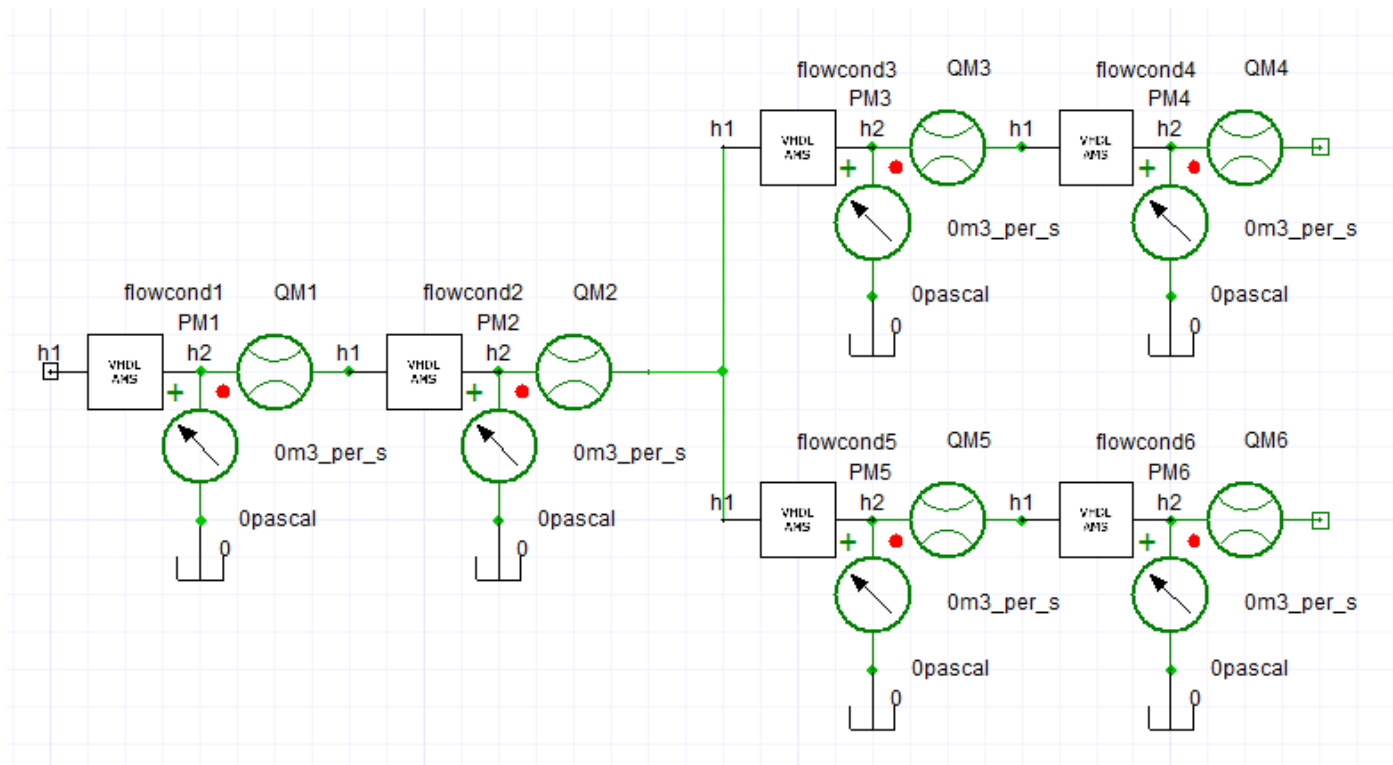 flowcond3 QM3 flowcond4 QM4
PM3 PM4
h1 h2 h1 h2
VHDL AMS VHDL AMS
+ +
0m3_per_s 0m3_per_s
0pascal 0pascal
0 0
flowcond1 QM1 flowcond2 QM2
PM1 PM2
h1 h2 h1 h2
VHDL AMS VHDL AMS
+ +
0m3_per_s 0m3_per_s
0pascal 0pascal
0 0
flowcond5 QM5 flowcond6 QM6
PM5 PM6
h1 h2 h1 h2
VHDL AMS VHDL AMS
+ +
0m3_per_s 0m3_per_s
0pascal 0pascal
0 0